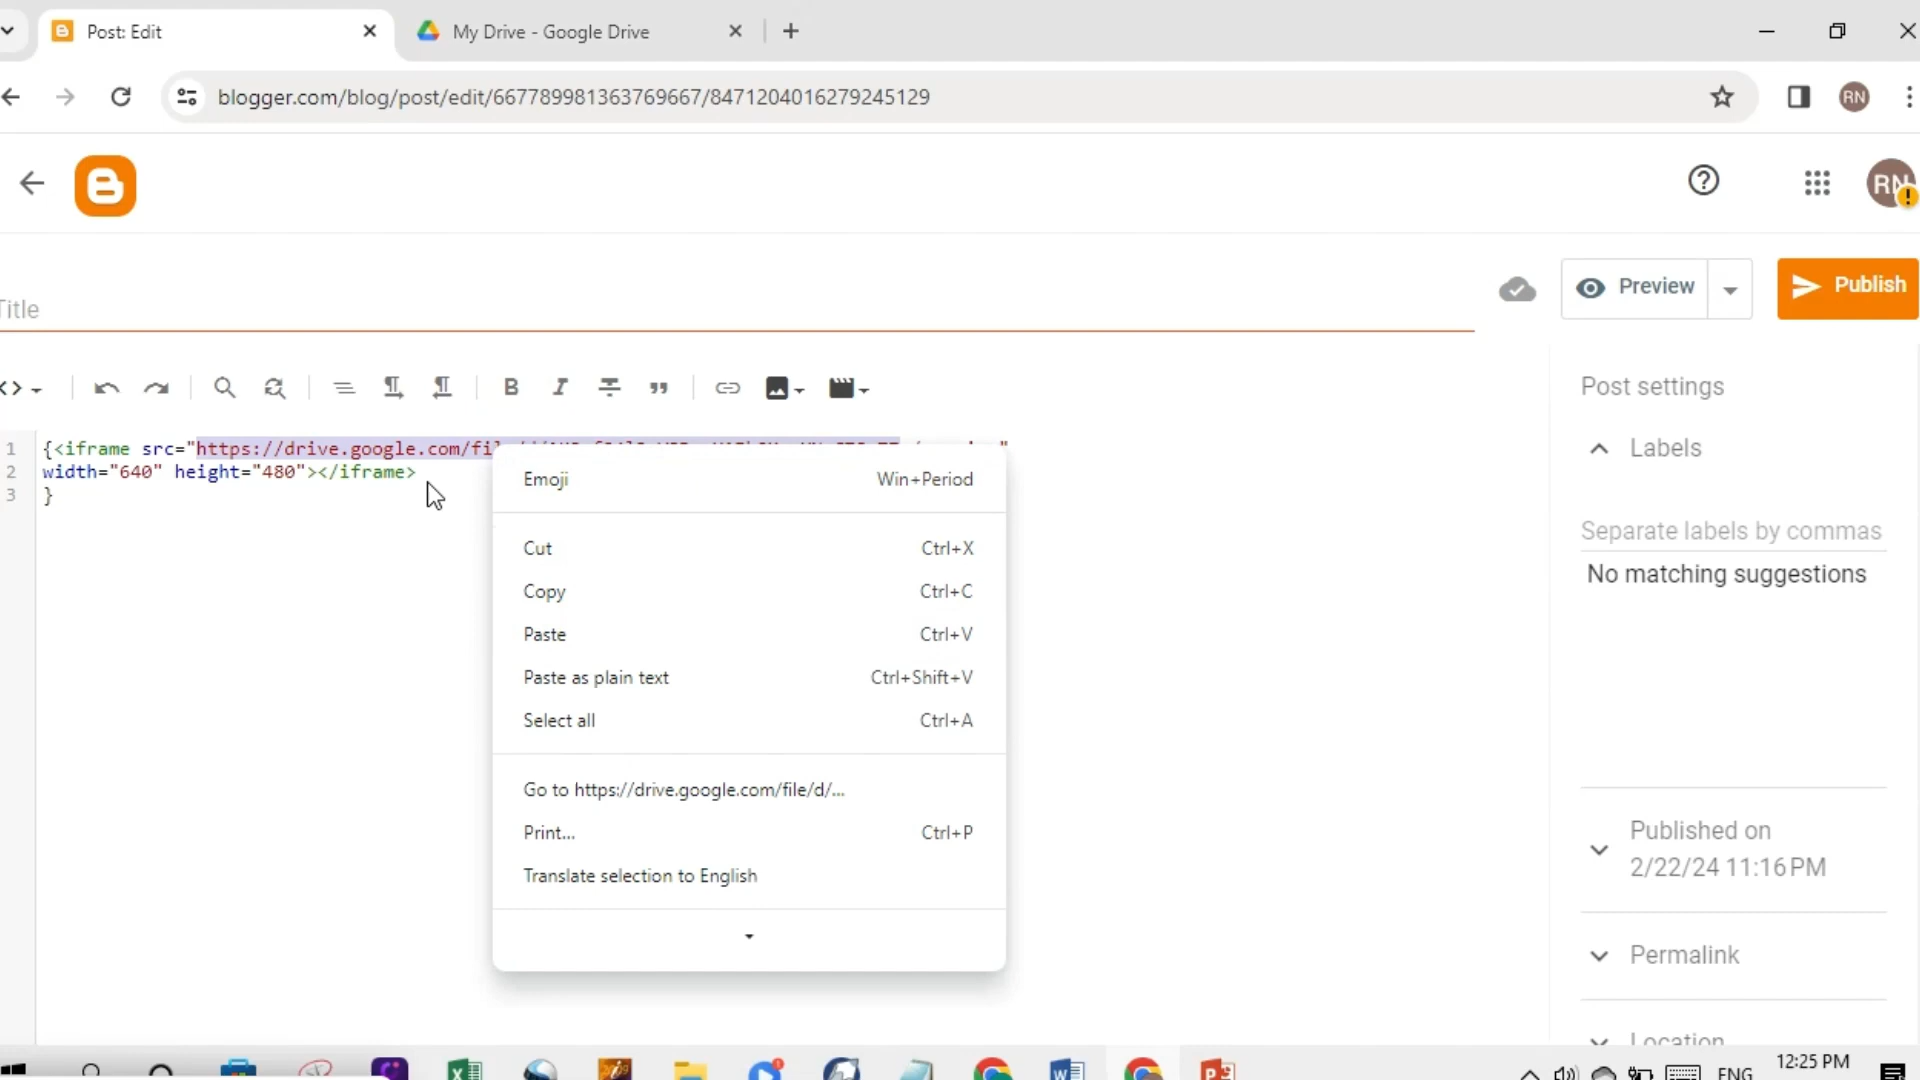 Post: Edit
My Drive - Google Drive
blogger.com/blog/post/edit/667789981363769667/8471204016279245129
RN
RN
Title
Preview
Publish
Post settings
1 {<iframe src="https://drive.google.com/fil
2 width="640" height="480"></iframe>
3 }
Labels
Separate labels by commas
No matching suggestions
Emoji Win+Period
Cut Ctrl+X
Copy Ctrl+C
Paste Ctrl+V
Paste as plain text Ctrl+Shift+V
Select all Ctrl+A
Go to https://drive.google.com/file/d/...
Print... Ctrl+P
Translate selection to English
Published on
2/22/24 11:16 PM
Permalink
Location
ENG
12:25 PM